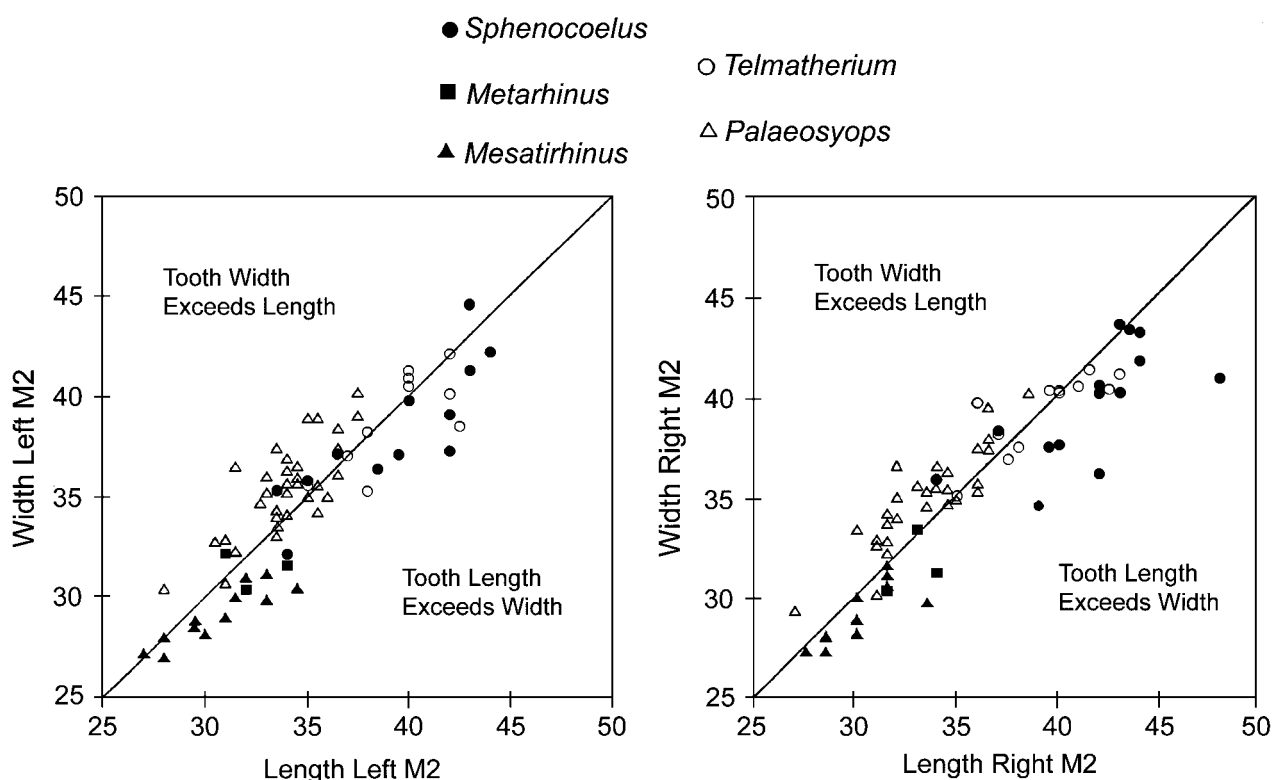 Sphenocoelus
Metarhinus
Mesatirhinus
Telmatherium
Palaeosyops
50
45
40
35
30
25
Width Left M2
Tooth Width
Exceeds Length
Tooth Length
Exceeds Width
25 30 35 40 45 50
Length Left M2
50
45
40
35
30
25
Width Right M2
Tooth Width
Exceeds Length
Tooth Length
Exceeds Width
25 30 35 40 45 50
Length Right M2